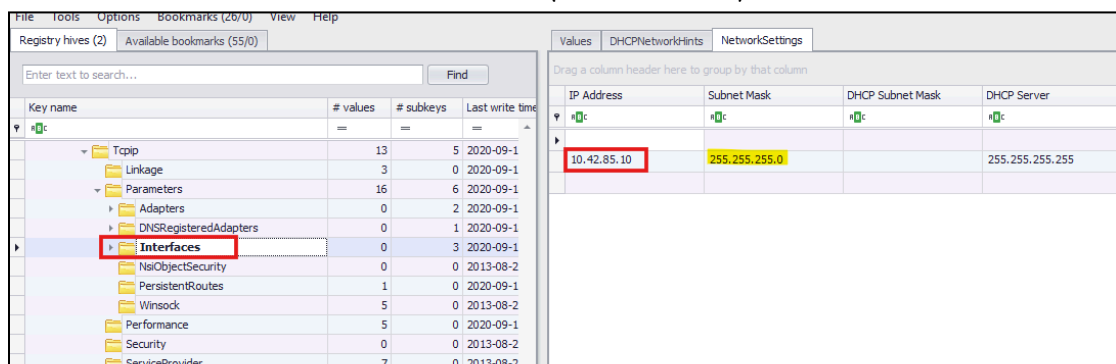 File Tools Options Bookmarks (26/0) View Help
Registry hives (2) Available bookmarks (55/0)
Enter text to search... Find
Key name # values # subkeys Last write time
= = =
Tcpip 13 5 2020-09-1
Linkage 3 0 2020-09-1
Parameters 16 6 2020-09-1
Adapters 0 2 2020-09-1
DNSRegisteredAdapters 0 1 2020-09-1
Interfaces 0 3 2020-09-1
NsiObjectSecurity 0 0 2013-08-2
PersistentRoutes 1 0 2020-09-1
Winsock 5 0 2013-08-2
Performance 5 0 2020-09-1
Security 0 0 2013-08-2
ServiceProvider 7 0 2013-08-2
Values DHCPNetworkHints NetworkSettings
Drag a column header here to group by that column
IP Address Subnet Mask DHCP Subnet Mask DHCP Server
10.42.85.10 255.255.255.0 255.255.255.255